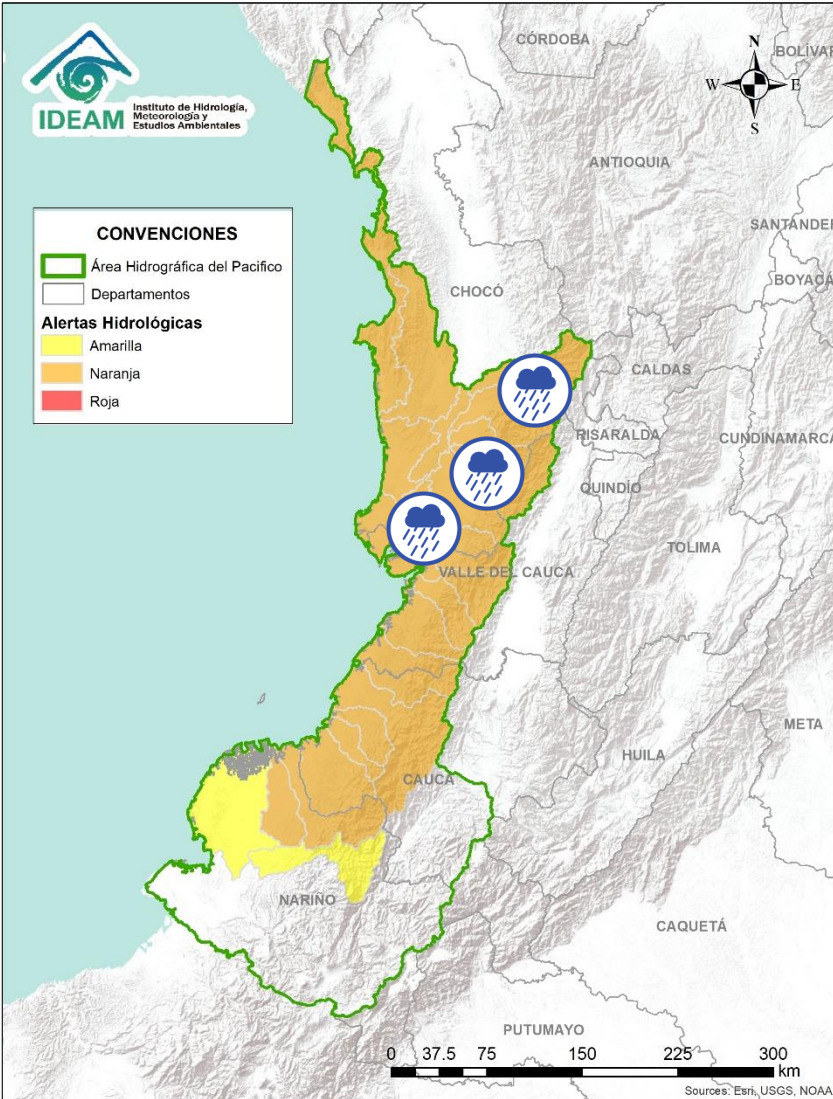 CÓRDOBA
BOLÍVAR
N
W
E
S
IDEAM
Instituto de Hidrología,
Meteorología y
Estudios Ambientales
ANTIOQUIA
SANTANDER
CONVENCIONES
Área Hidrográfica del Pacifico
Departamentos
Alertas Hidrológicas
Amarilla
Naranja
Roja
BOYACÁ
CHOCÓ
CALDAS
RISARALDA
CUNDINAMARCA
QUINDÍO
TOLIMA
VALLE DEL CAUCA
META
HUILA
CAUCA
NARIÑO
CAQUETÁ
PUTUMAYO
0 37.5 75 150 225 300
km
Sources: Esri, USGS, NOAA